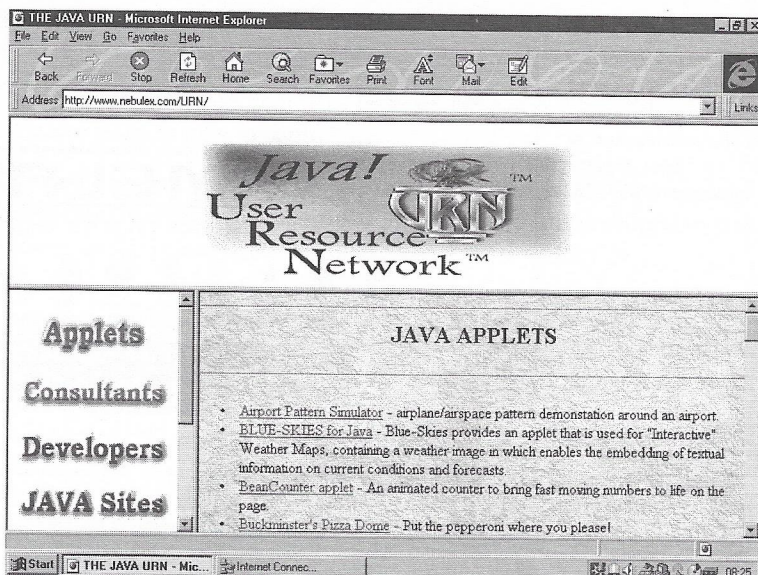 THE JAVA URN - Microsoft Internet Explorer
File Edit View Go Favorites Help
Back Forward Stop Refresh Home Search Favorites Print Font Mail Edit
Address http://www.nebulex.com/URN/ Links
Java!
User
Resource
Network™
URN ™
Applets
Consultants
Developers
JAVA Sites
JAVA APPLETS
• Airport Pattern Simulator - airplane/airspace pattern demonstation around an airport.
• BLUE-SKIES for Java - Blue-Skies provides an applet that is used for "Interactive"
Weather Maps, containing a weather image in which enables the embedding of textual
information on current conditions and forecasts.
• BeanCounter applet - An animated counter to bring fast moving numbers to life on the
page.
• Buckminster's Pizza Dome - Put the pepperoni where you please!
Start THE JAVA URN - Mic... Internet Connec... 08:25